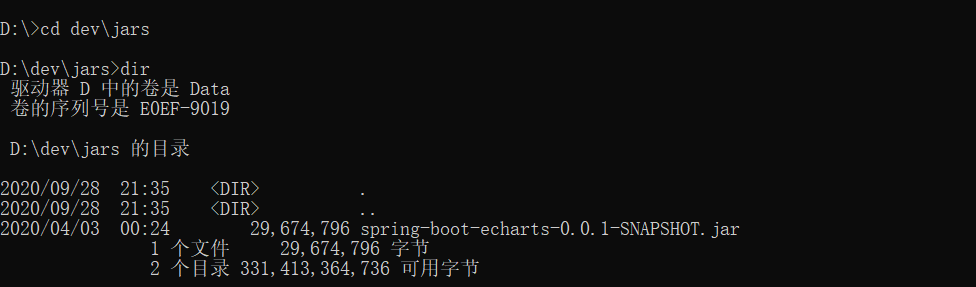 D:\>cd dev\jars
D:\dev\jars>dir
驱动器 D 中的卷是 Data
卷的序列号是 E0EF-9019
D:\dev\jars 的目录
2020/09/28  21:35    <DIR>          .
2020/09/28  21:35    <DIR>          ..
2020/04/03  00:24        29,674,796 spring-boot-echarts-0.0.1-SNAPSHOT.jar
1 个文件     29,674,796 字节
2 个目录 331,413,364,736 可用字节